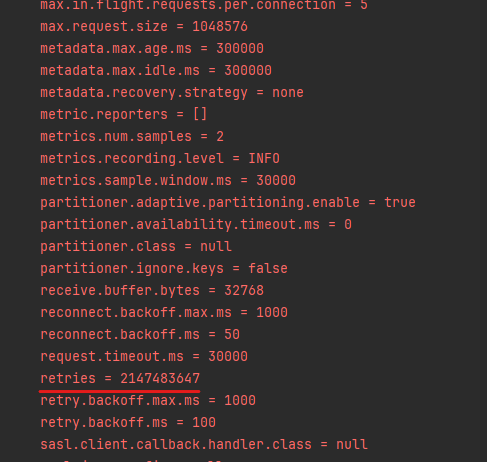 max.in.flight.requests.per.connection = 5
max.request.size = 1048576
metadata.max.age.ms = 300000
metadata.max.idle.ms = 300000
metadata.recovery.strategy = none
metric.reporters = []
metrics.num.samples = 2
metrics.recording.level = INFO
metrics.sample.window.ms = 30000
partitioner.adaptive.partitioning.enable = true
partitioner.availability.timeout.ms = 0
partitioner.class = null
partitioner.ignore.keys = false
receive.buffer.bytes = 32768
reconnect.backoff.max.ms = 1000
reconnect.backoff.ms = 50
request.timeout.ms = 30000
retries = 2147483647
retry.backoff.max.ms = 1000
retry.backoff.ms = 100
sasl.client.callback.handler.class = null